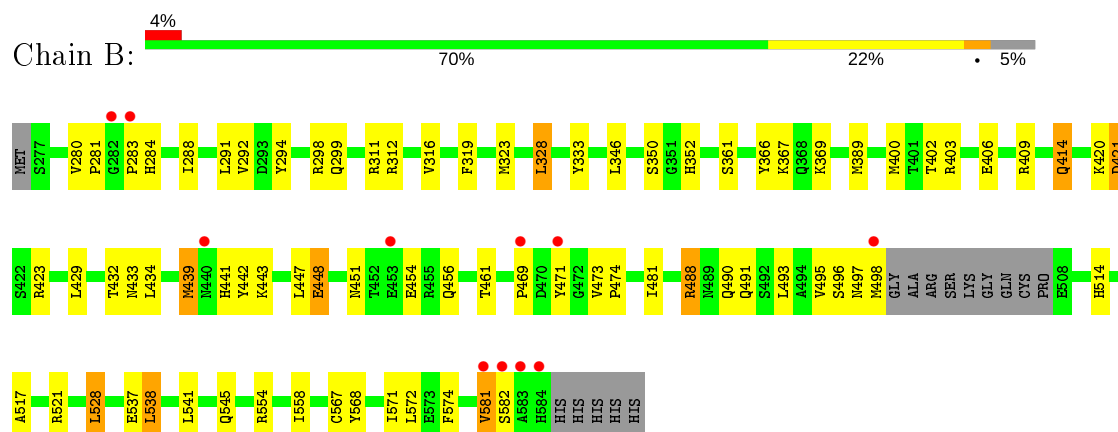 4%
Chain B:
70% 22% • 5%
MET S277 V280 P281 G282 P283 H284 I288 L291 V292 D293 Y294 R298 Q299 R311 R312 V316 F319 M323 L328 Y333 L346 S350 G351 H352 S361 Y366 K367 Q368 K369 M389 M400 T401 T402 R403 E406 R409 Q414 K420 D421
S422 R423 L429 T432 N433 L434 M439 N440 H441 Y442 K443 L447 E448 N451 T452 E453 E454 R455 Q456 T461 P469 D470 Y471 G472 V473 P474 I481 R488 N489 Q490 Q491 S492 L493 A494 V495 S496 N497 M498 GLY ALA ARG SER LYS GLY GLN CYS PRO E508 H514
A517 R521 L528 E537 L538 L541 Q545 R554 I558 C567 Y568 I571 L572 E573 F574 V581 S582 A583 H584 HIS HIS HIS HIS HIS